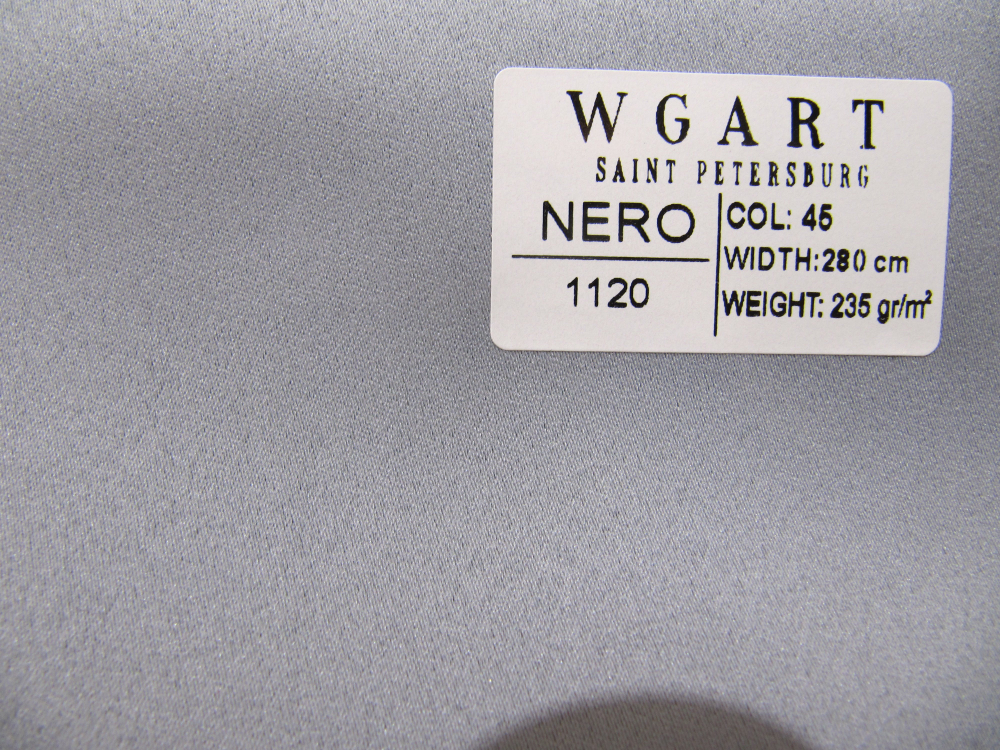 WGART
SAINT PETERSBURG
NERO
1120
COL: 45
WIDTH:280 cm
WEIGHT: 235 gr/m²